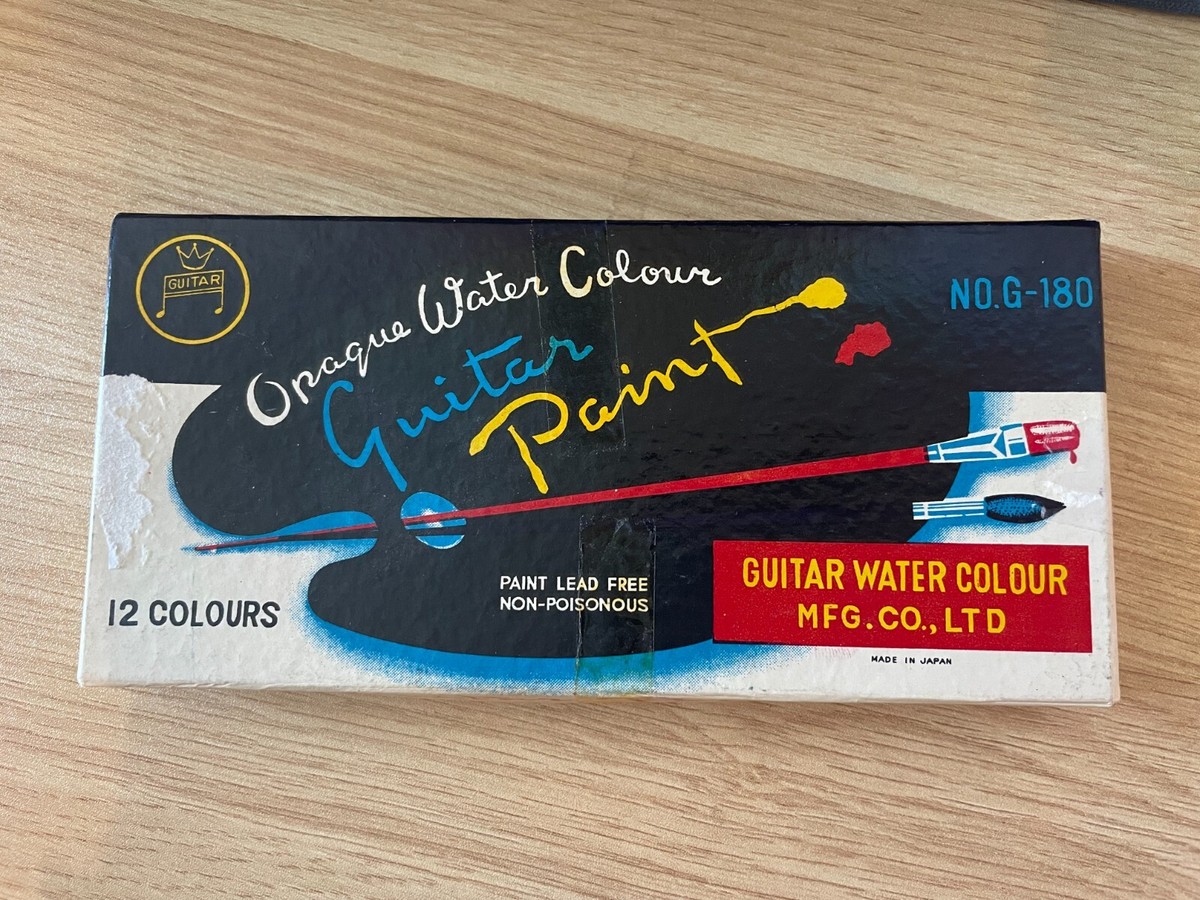 GUITAR
Opaque Water Colour
NO.G-180
Guitar
Paint
PAINT LEAD FREE
NON-POISONOUS
12 COLOURS
GUITAR WATER COLOUR
MFG.CO.,LTD
MADE IN JAPAN